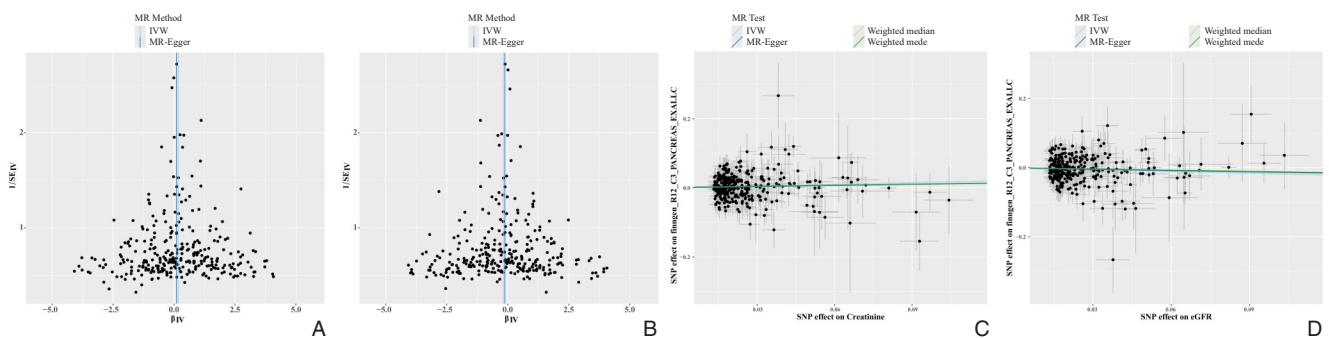 MR Method
IVW
MR-Egger
2
1
1/SEIV
−5.0
−2.5
0.0
2.5
5.0
βIV
A
MR Method
IVW
MR-Egger
2
1
1/SEIV
−5.0
−2.5
0.0
2.5
5.0
βIV
B
MR Test
IVW
MR-Egger
Weighted median
Weighted mede
SNP effect on finngen_R12_C3_PANCREAS_EXALLC
0.2
0.0
−0.2
0.03
0.06
0.09
SNP effect on Creatinine
C
MR Test
IVW
MR-Egger
Weighted median
Weighted mede
SNP effect on finngen_R12_C3_PANCREAS_EXALLC
0.2
0.0
−0.2
0.03
0.06
0.09
SNP effect on eGFR
D